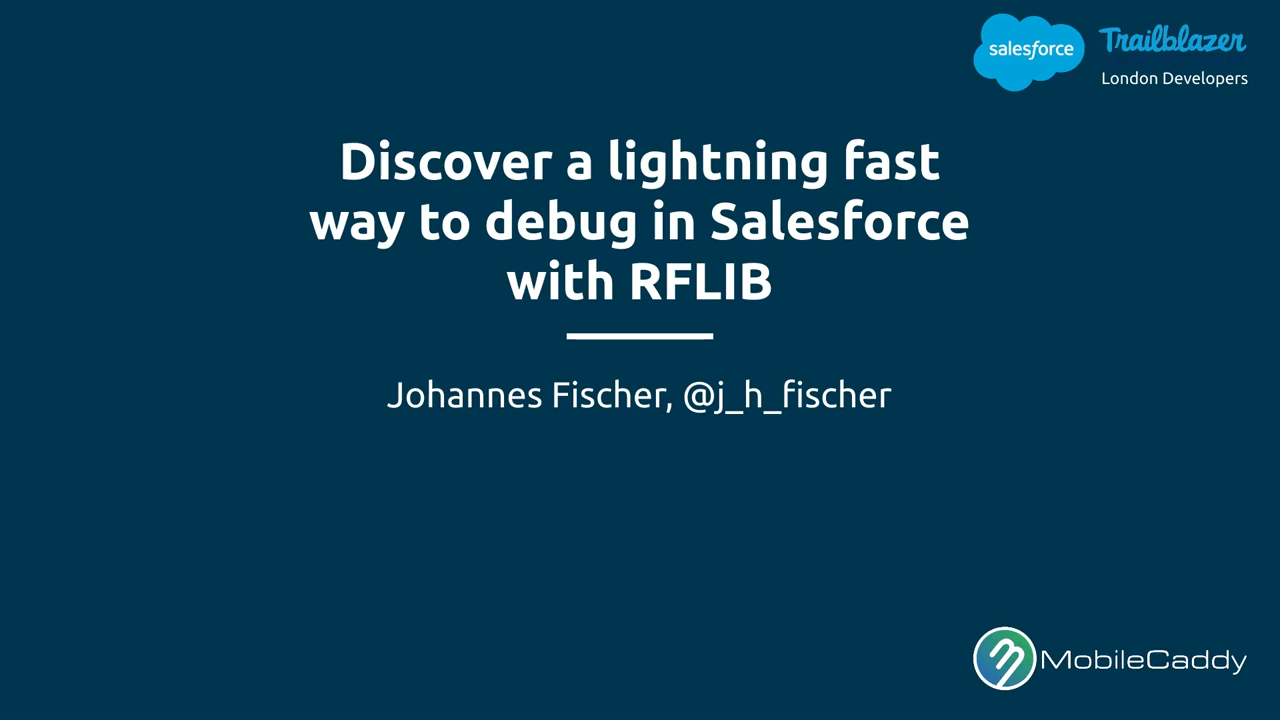 salesforce
Trailblazer
London Developers
Discover a lightning fast
way to debug in Salesforce
with RFLIB
Johannes Fischer, @j_h_fischer
MobileCaddy